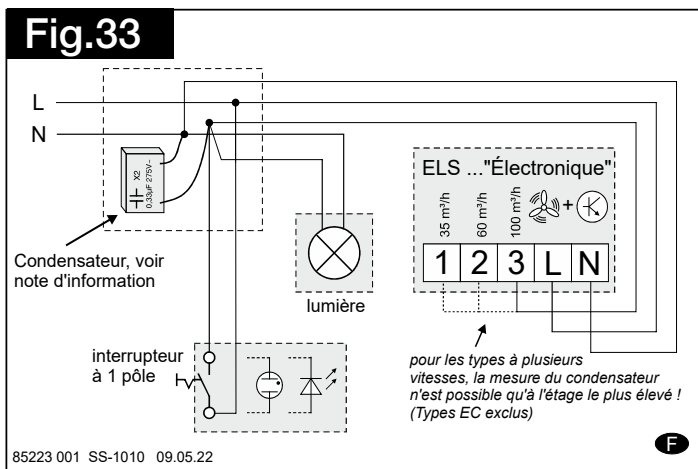 Fig.33
L
N
X2
0,33µF 275V~
Condensateur, voir
note d'information
lumière
ELS ..."Électronique"
35 m³/h
60 m³/h
100 m³/h
+
1 2 3 L N
interrupteur
à 1 pôle
pour les types à plusieurs
vitesses, la mesure du condensateur
n'est possible qu'à l'étage le plus élevé !
(Types EC exclus)
85223 001 SS-1010 09.05.22
F